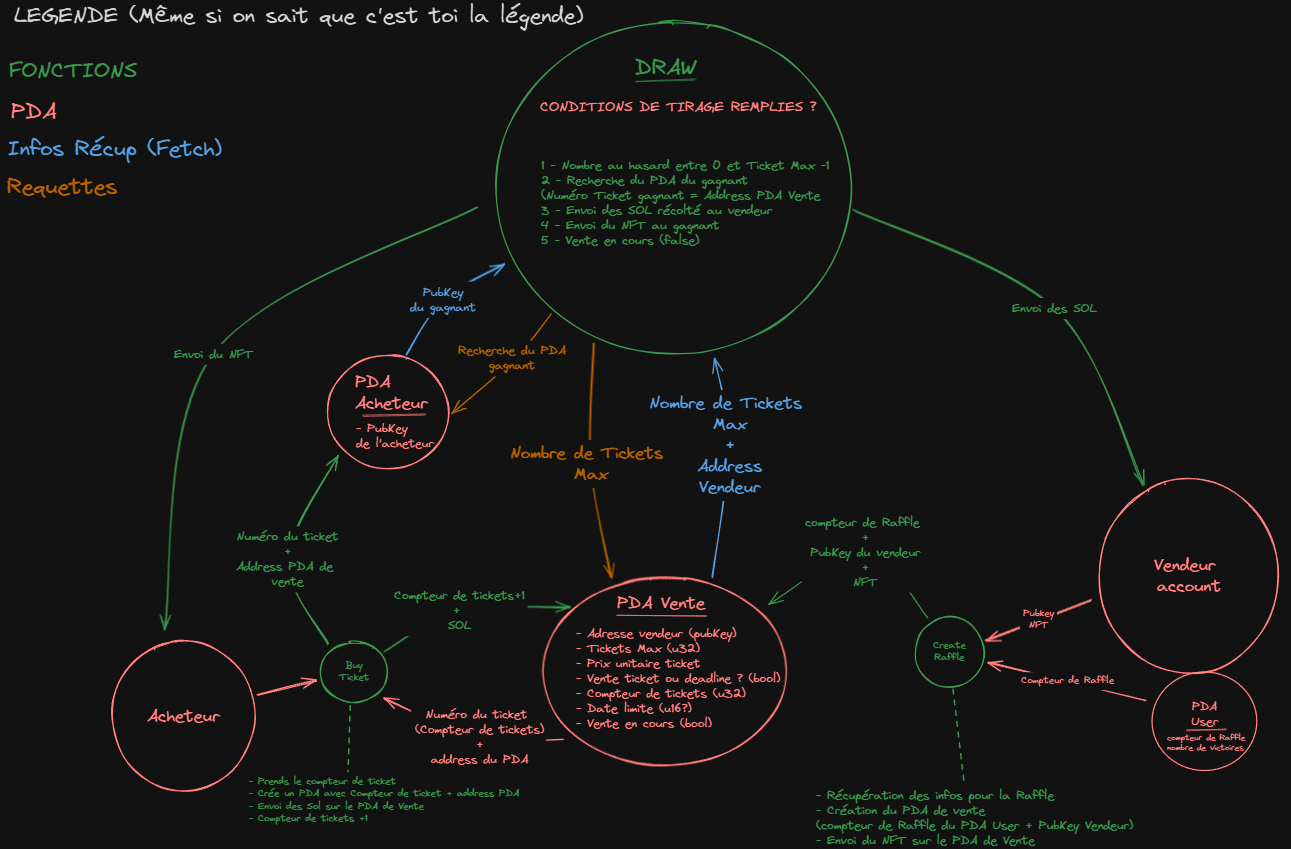 LEGENDE (Même si on sait que c'est toi la légende)
FONCTIONS
PDA
Infos Récup (Fetch)
Requettes
DRAW
CONDITIONS DE TIRAGE REMPLIES ?
1 - Nombre au hasard entre 0 et Ticket Max -1
2 - Recherche du PDA du gagnant
(Numéro Ticket gagnant = Address PDA Vente
3 - Envoi des SOL récolté au vendeur
4 - Envoi du NFT au gagnant
5 - Vente en cours (false)
PubKey
du gagnant
Envoi des SOL
Envoi du NFT
Recherche du PDA
gagnant
PDA
Acheteur
- PubKey
de l'acheteur
Nombre de Tickets
Max
Nombre de Tickets
Max
+
Address
Vendeur
Numéro du ticket
+
Address PDA de
vente
compteur de Raffle
+
PubKey du vendeur
+
NFT
Vendeur
account
Compteur de tickets+1
+
SOL
PDA Vente
- Adresse vendeur (pubKey)
- Tickets Max (u32)
- Prix unitaire ticket
- Vente ticket ou deadline ? (bool)
- Compteur de tickets (u32)
- Date limite (u16?)
- Vente en cours (bool)
Pubkey
NFT
Create
Raffle
Compteur de Raffle
Buy
Ticket
Acheteur
Numéro du ticket
(Compteur de tickets)
+
address du PDA
PDA
User
compteur de Raffle
nombre de victoires
- Prends le compteur de ticket
- Crée un PDA avec Compteur de ticket + address PDA
- Envoi des Sol sur le PDA de Vente
- Compteur de tickets +1
- Récupération des infos pour la Raffle
- Création du PDA de vente
(compteur de Raffle du PDA User + PubKey Vendeur)
- Envoi du NFT sur le PDA de Vente